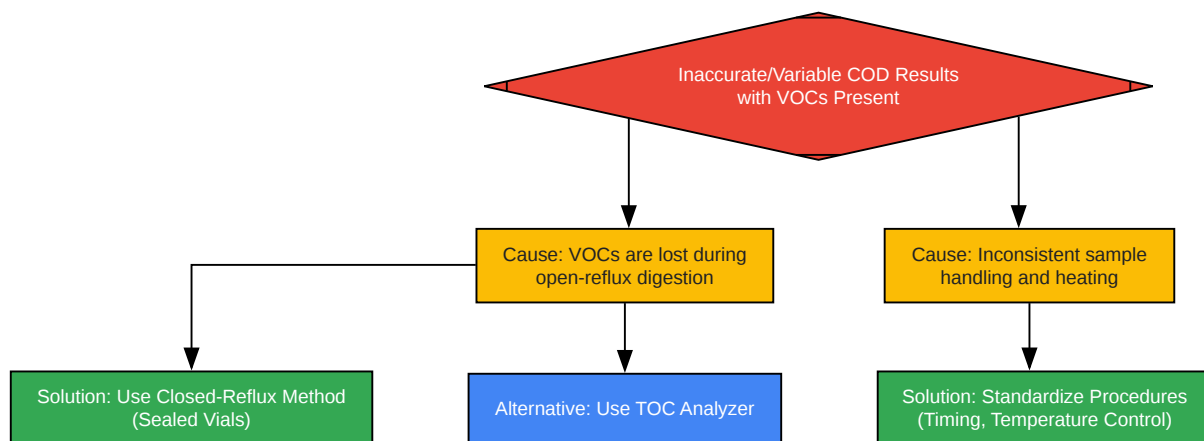 Inaccurate/Variable COD Results
with VOCs Present
Cause: VOCs are lost during
open-reflux digestion
Cause: Inconsistent sample
handling and heating
Solution: Use Closed-Reflux Method
(Sealed Vials)
Alternative: Use TOC Analyzer
Solution: Standardize Procedures
(Timing, Temperature Control)